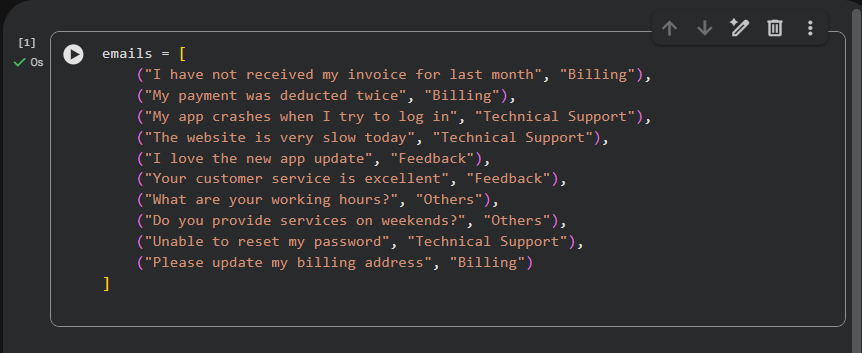 [1]
0s
emails = [
("I have not received my invoice for last month", "Billing"),
("My payment was deducted twice", "Billing"),
("My app crashes when I try to log in", "Technical Support"),
("The website is very slow today", "Technical Support"),
("I love the new app update", "Feedback"),
("Your customer service is excellent", "Feedback"),
("What are your working hours?", "Others"),
("Do you provide services on weekends?", "Others"),
("Unable to reset my password", "Technical Support"),
("Please update my billing address", "Billing")
]